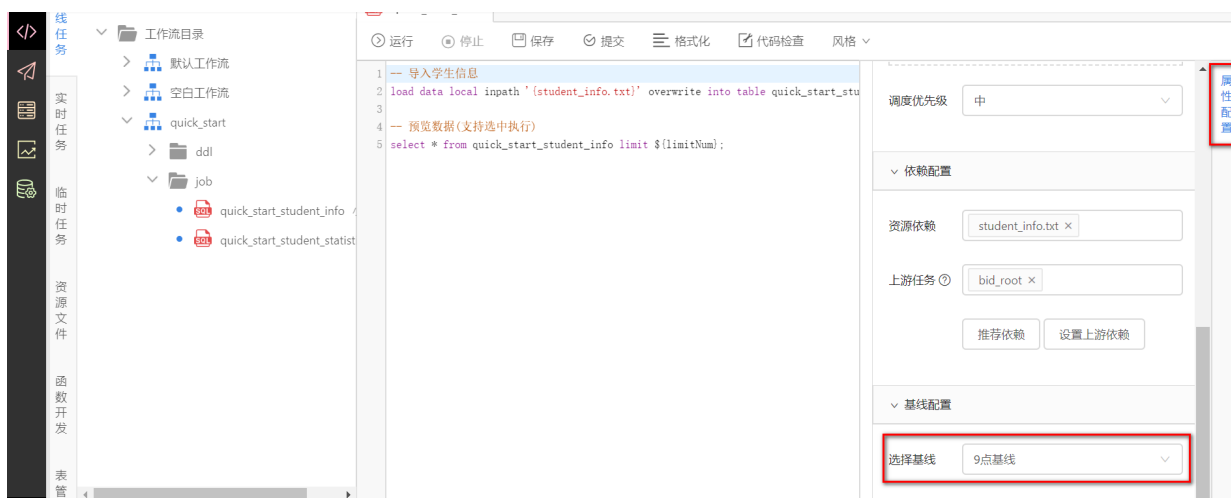 线任务
实时任务
临时任务
资源文件
函数开发
表管
工作流目录
默认工作流
空白工作流
quick_start
ddl
job
quick_start_student_info
quick_start_student_statist
运行 停止 保存 提交 格式化 代码检查 风格
1 -- 导入学生信息
2 load data local inpath '{student_info.txt}' overwrite into table quick_start_stu
3
4 -- 预览数据(支持选中执行)
5 select * from quick_start_student_info limit ${limitNum};
调度优先级 中
依赖配置
资源依赖 student_info.txt ×
上游任务 ? bid_root ×
推荐依赖 设置上游依赖
基线配置
选择基线 9点基线
属性配置